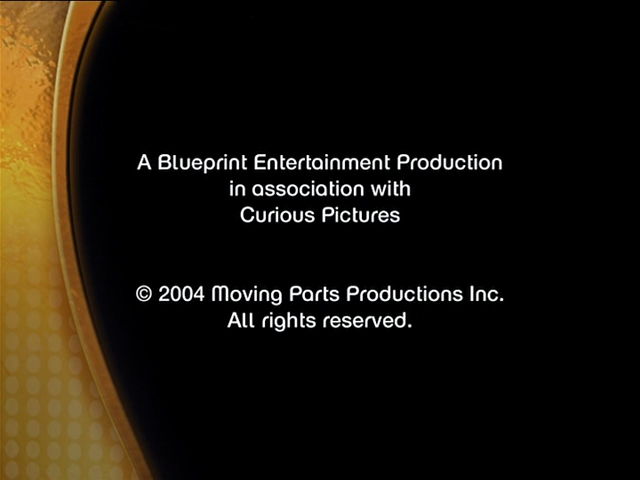 A Blueprint Entertainment Production
in association with
Curious Pictures
© 2004 Moving Parts Productions Inc.
All rights reserved.